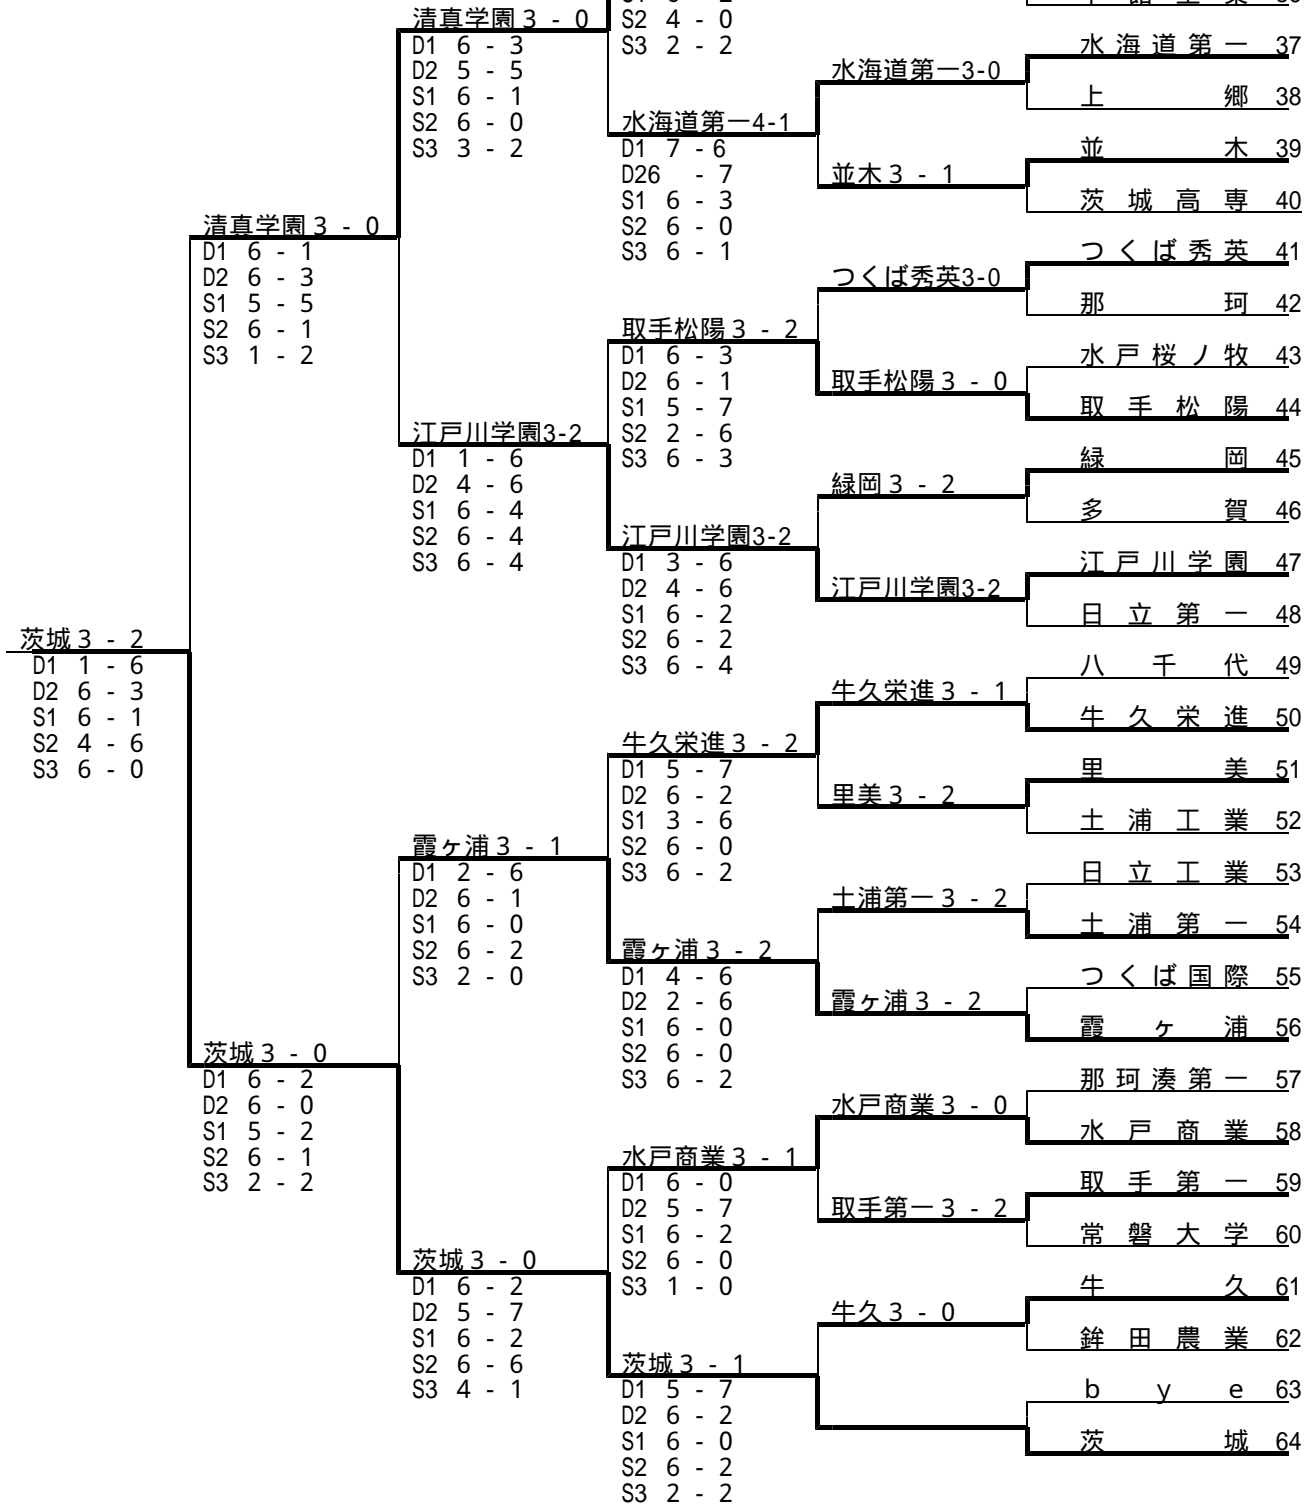 清真学園３ - ０
D1 6 - 3
D2 5 - 5
S1 6 - 1
S2 6 - 0
S3 3 - 2
S2 4 - 0
S3 2 - 2
水海道第一 37
上郷 38
水海道第一3-0
水海道第一4-1
D1 7 - 6
D26 - 7
S1 6 - 3
S2 6 - 0
S3 6 - 1
並木 39
茨城高専 40
並木３ - １
清真学園３ - ０
D1 6 - 1
D2 6 - 3
S1 5 - 5
S2 6 - 1
S3 1 - 2
つくば秀英 41
那珂 42
つくば秀英3-0
取手松陽３ - ２
D1 6 - 3
D2 6 - 1
S1 5 - 7
S2 2 - 6
S3 6 - 3
水戸桜ノ牧 43
取手松陽 44
取手松陽３ - ０
江戸川学園3-2
D1 1 - 6
D2 4 - 6
S1 6 - 4
S2 6 - 4
S3 6 - 4
緑岡 45
多賀 46
緑岡３ - ２
江戸川学園3-2
D1 3 - 6
D2 4 - 6
S1 6 - 2
S2 6 - 2
S3 6 - 4
江戸川学園 47
日立第一 48
江戸川学園3-2
茨城３ - ２
D1 1 - 6
D2 6 - 3
S1 6 - 1
S2 4 - 6
S3 6 - 0
八千代 49
牛久栄進 50
牛久栄進３ - １
牛久栄進３ - ２
D1 5 - 7
D2 6 - 2
S1 3 - 6
S2 6 - 0
S3 6 - 2
里美 51
土浦工業 52
里美３ - ２
霞ヶ浦３ - １
D1 2 - 6
D2 6 - 1
S1 6 - 0
S2 6 - 2
S3 2 - 0
日立工業 53
土浦第一 54
土浦第一３ - ２
霞ヶ浦３ - ２
D1 4 - 6
D2 2 - 6
S1 6 - 0
S2 6 - 0
S3 6 - 2
つくば国際 55
霞ヶ浦 56
霞ヶ浦３ - ２
茨城３ - ０
D1 6 - 2
D2 6 - 0
S1 5 - 2
S2 6 - 1
S3 2 - 2
那珂湊第一 57
水戸商業 58
水戸商業３ - ０
水戸商業３ - １
D1 6 - 0
D2 5 - 7
S1 6 - 2
S2 6 - 0
S3 1 - 0
取手第一 59
常磐大学 60
取手第一３ - ２
茨城３ - ０
D1 6 - 2
D2 5 - 7
S1 6 - 2
S2 6 - 6
S3 4 - 1
牛久 61
鉾田農業 62
牛久３ - ０
茨城３ - １
D1 5 - 7
D2 6 - 2
S1 6 - 0
S2 6 - 2
S3 2 - 2
ｂｙｅ 63
茨城 64